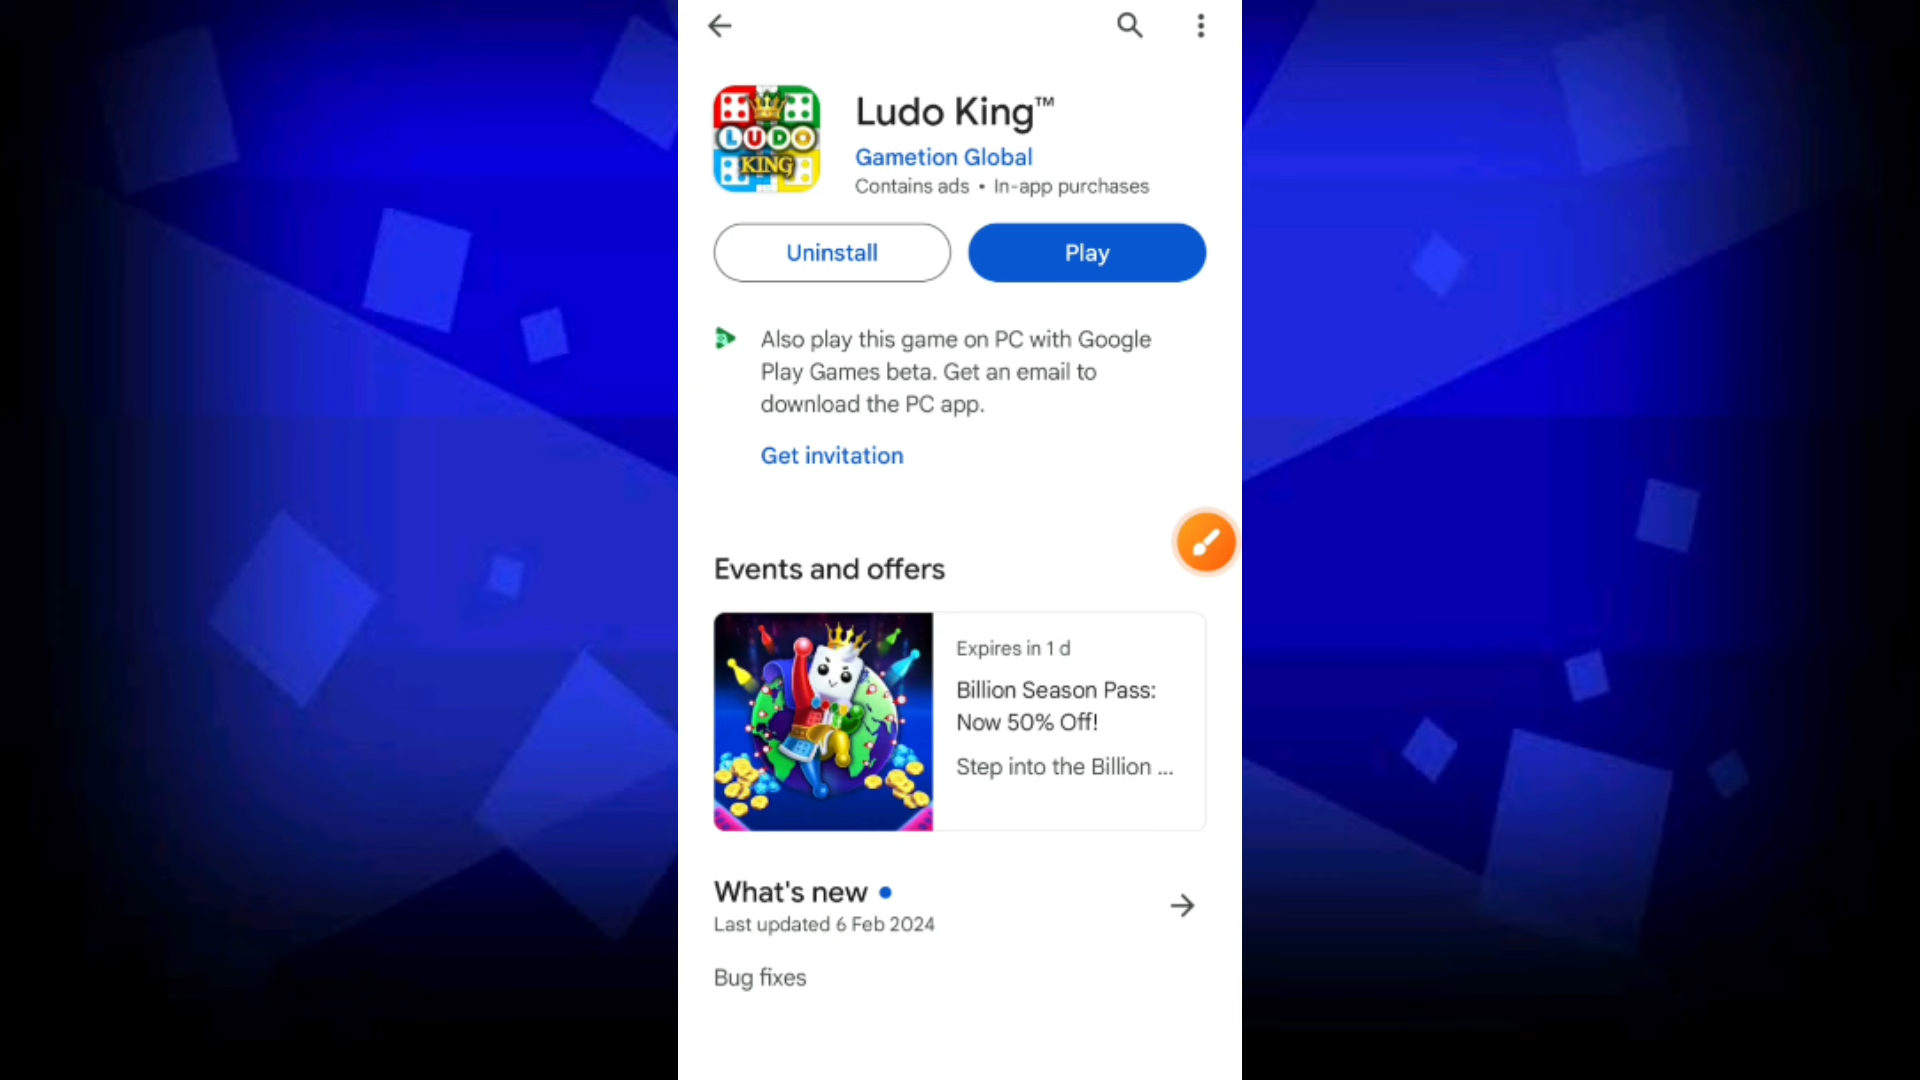 LUDO
KING
Ludo King™
Gametion Global
Contains ads • In-app purchases
Uninstall
Play
Also play this game on PC with Google
Play Games beta. Get an email to
download the PC app.
Get invitation
Events and offers
Expires in 1 d
Billion Season Pass:
Now 50% Off!
Step into the Billion ...
What's new
Last updated 6 Feb 2024
Bug fixes